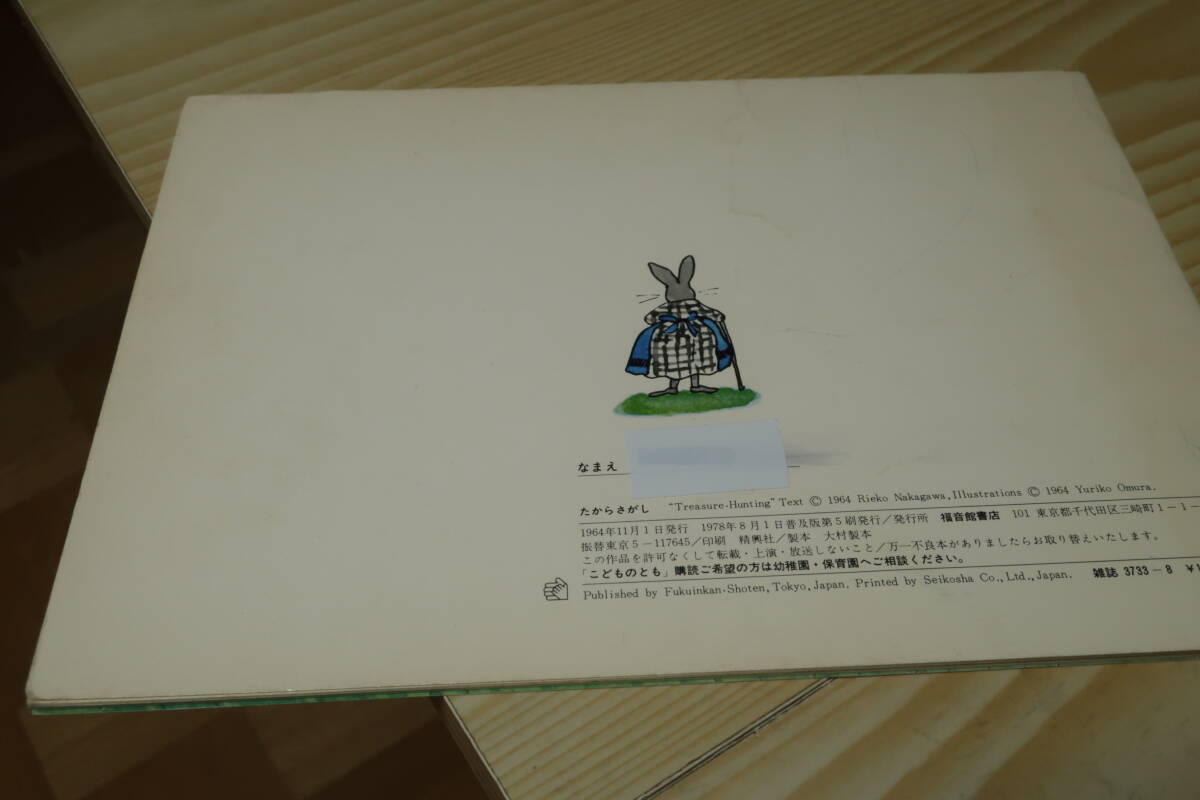 なまえ
たからさがし "Treasure-Hunting" Text © 1964 Rieko Nakagawa, Illustrations © 1964 Yuriko Omura.
1964年11月1日発行 1978年8月1日普及版第5刷発行/発行所 福音館書店 101 東京都千代田区三崎町1-1-
振替東京5-117645/印刷 精興社/製本 大村製本
この作品を許可なくして転載・上演・放送しないこと/万一不良本がありましたらお取り替えいたします。
「こどものとも」購読ご希望の方は幼稚園・保育園へご相談ください。
Published by Fukuinkan-Shoten, Tokyo, Japan. Printed by Seikosha Co., Ltd., Japan. 雑誌 3733-8 ¥1